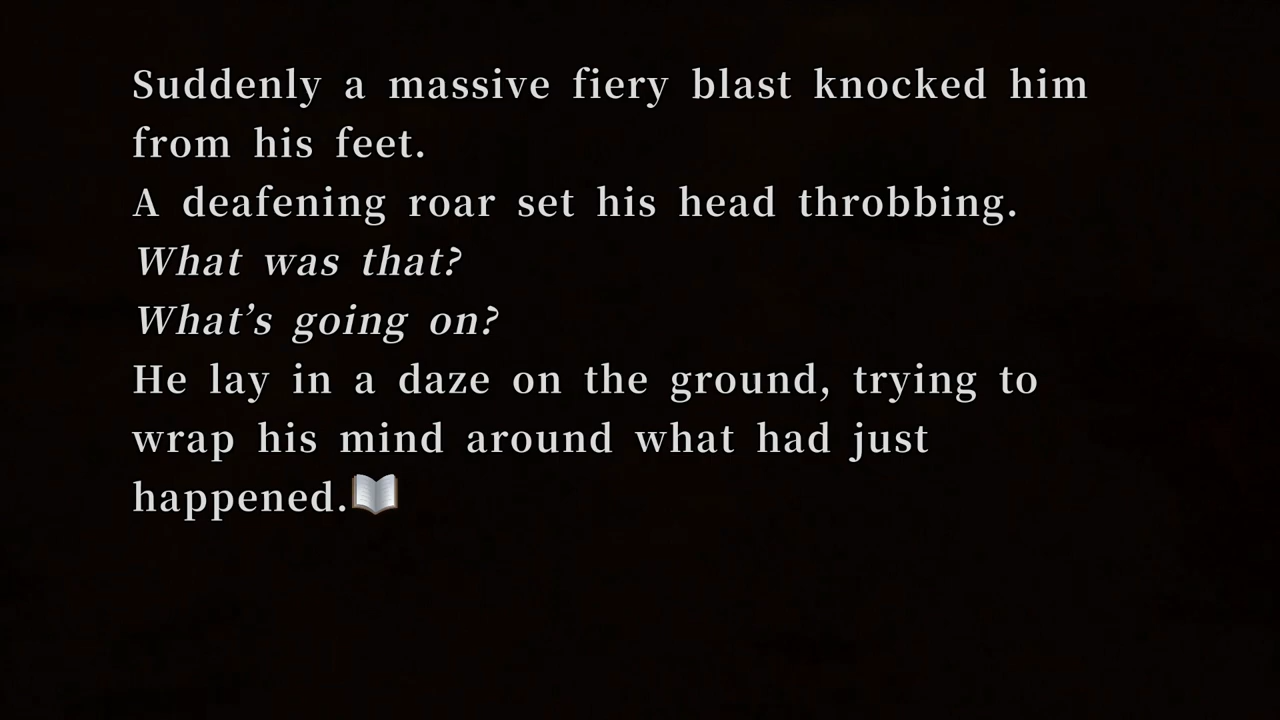 Suddenly a massive fiery blast knocked him
from his feet.
A deafening roar set his head throbbing.
What was that?
What’s going on?
He lay in a daze on the ground, trying to
wrap his mind around what had just
happened.